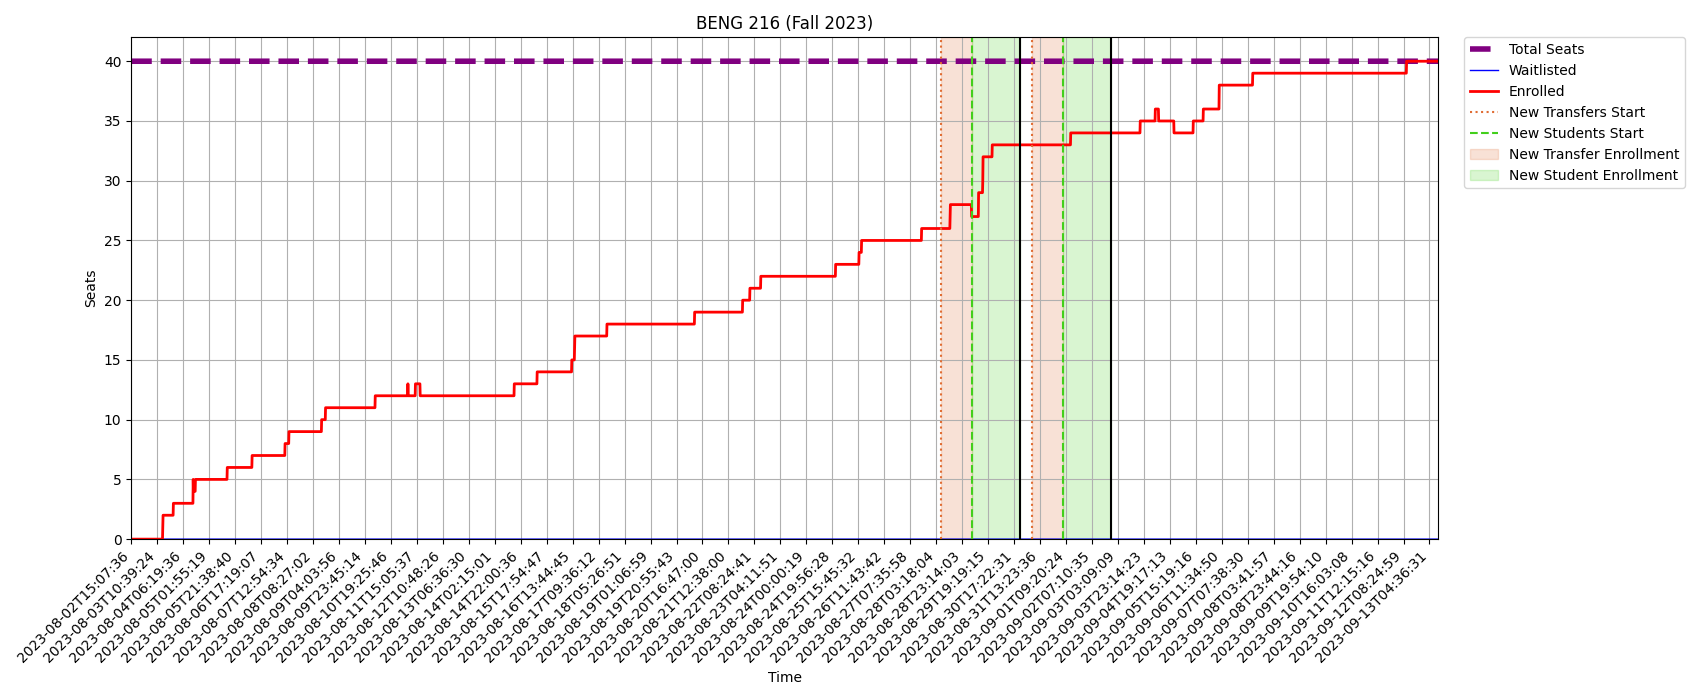 BENG 216 (Fall 2023)
Seats
40
35
30
25
20
15
10
5
0
2023-08-02T15:07:36
2023-08-03T10:39:24
2023-08-04T06:19:36
2023-08-05T01:55:19
2023-08-05T21:38:40
2023-08-06T17:19:07
2023-08-07T12:54:34
2023-08-08T08:27:02
2023-08-09T04:03:56
2023-08-09T23:45:14
2023-08-10T19:25:46
2023-08-11T15:05:37
2023-08-12T10:48:26
2023-08-13T06:36:30
2023-08-14T02:15:01
2023-08-14T22:00:36
2023-08-15T17:54:47
2023-08-16T13:44:45
2023-08-17T09:36:12
2023-08-18T05:26:51
2023-08-19T01:06:59
2023-08-19T20:55:43
2023-08-20T16:47:00
2023-08-21T12:38:00
2023-08-22T08:24:41
2023-08-23T04:11:51
2023-08-24T00:00:19
2023-08-24T19:56:28
2023-08-25T15:45:32
2023-08-26T11:43:42
2023-08-27T07:35:58
2023-08-28T03:18:04
2023-08-28T23:14:03
2023-08-29T19:19:15
2023-08-30T17:22:31
2023-08-31T13:23:36
2023-09-01T09:20:24
2023-09-02T07:10:35
2023-09-03T03:09:09
2023-09-03T23:14:23
2023-09-04T19:17:13
2023-09-05T15:19:16
2023-09-06T11:34:50
2023-09-07T07:38:30
2023-09-08T03:41:57
2023-09-08T23:44:16
2023-09-09T19:54:10
2023-09-10T16:03:08
2023-09-11T12:15:16
2023-09-12T08:24:59
2023-09-13T04:36:31
Time
Total Seats
Waitlisted
Enrolled
New Transfers Start
New Students Start
New Transfer Enrollment
New Student Enrollment